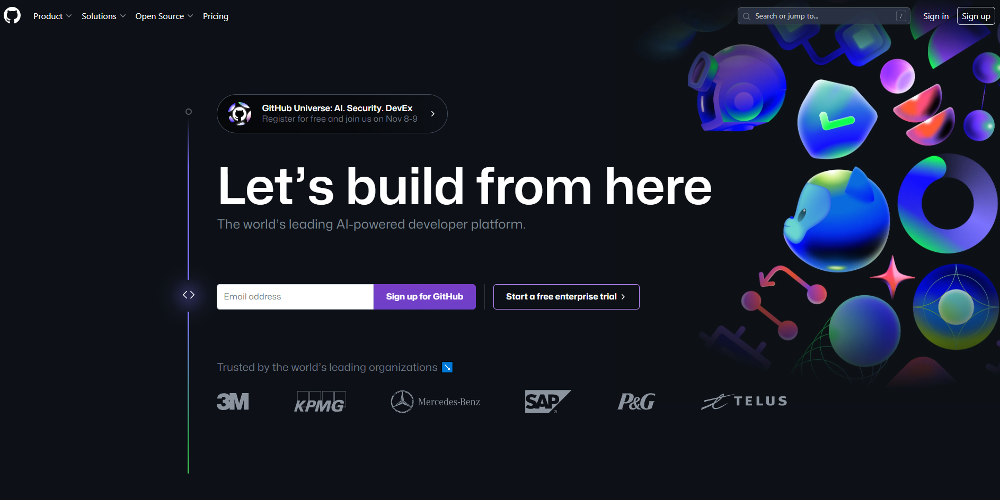 Product
Solutions
Open Source
Pricing
Search or jump to...
/
Sign in
Sign up
GitHub Universe: AI. Security. DevEx
Register for free and join us on Nov 8-9
Let’s build from here
The world’s leading AI-powered developer platform.
Email address
Sign up for GitHub
Start a free enterprise trial
Trusted by the world’s leading organizations
3M
KPMG
Mercedes-Benz
SAP®
P&G
TELUS